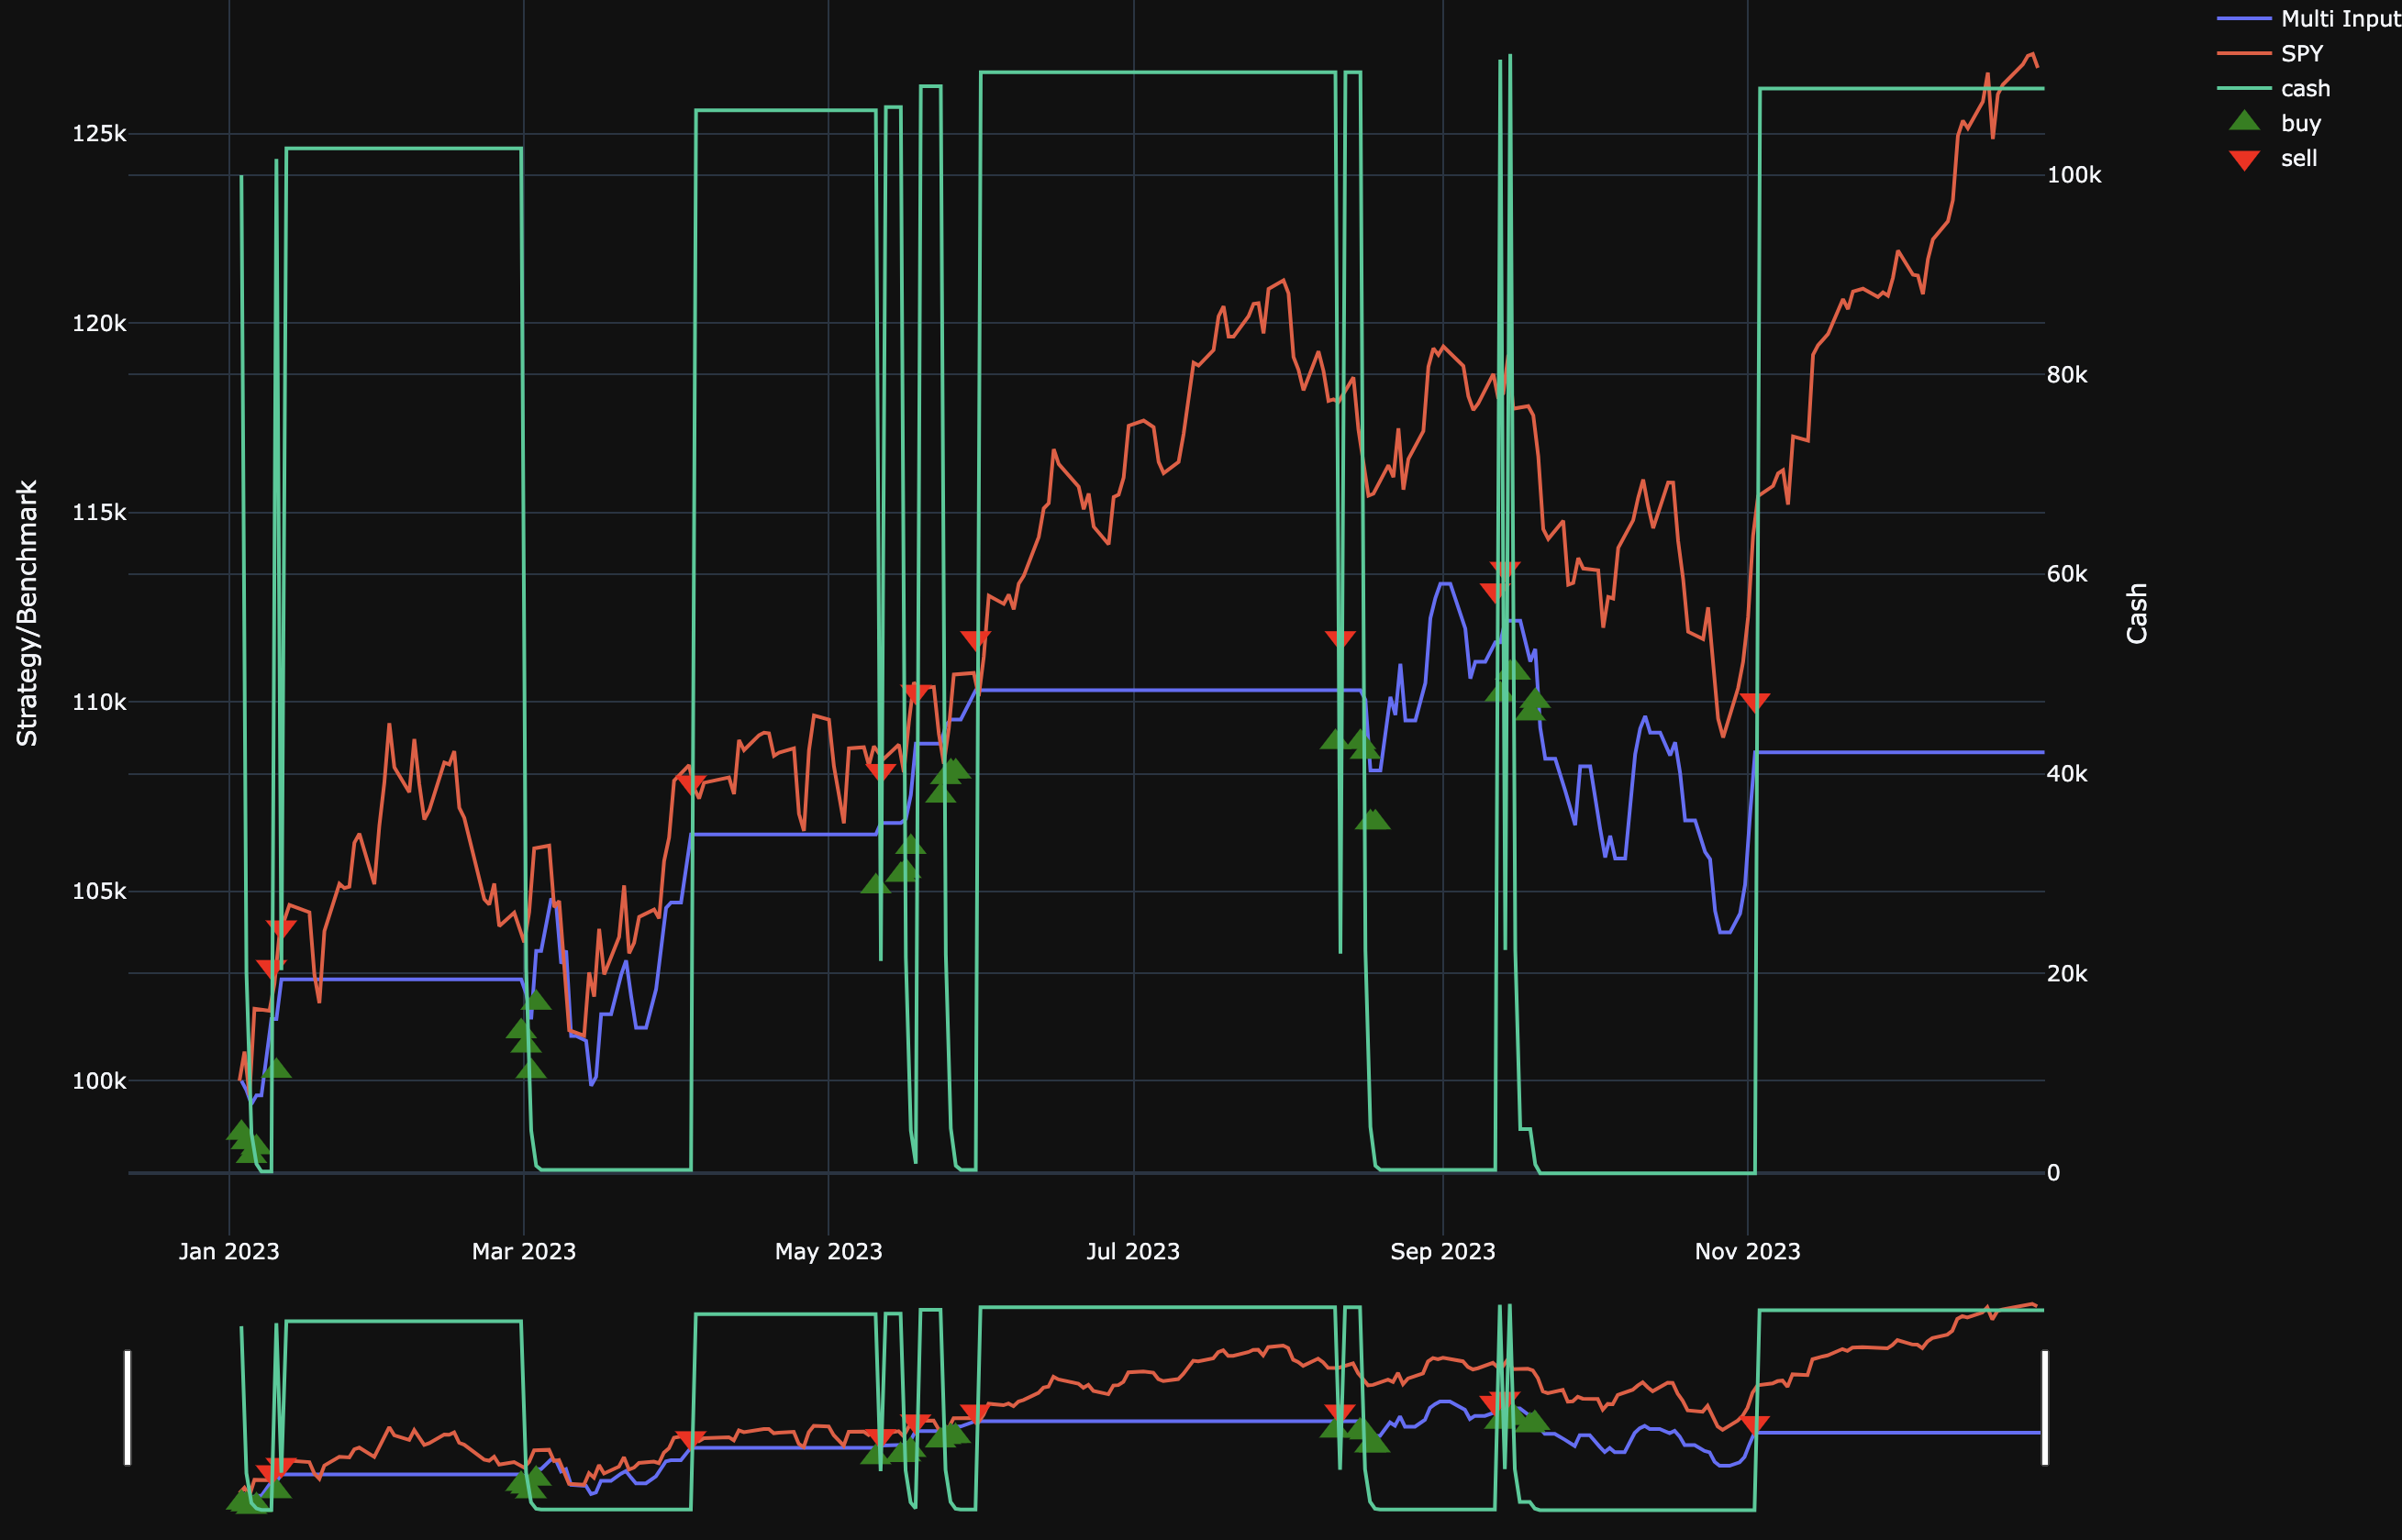 Multi Input
SPY
cash
buy
sell
Strategy/Benchmark
125k
120k
115k
110k
105k
100k
100k
80k
60k
40k
20k
0
Cash
Jan 2023
Mar 2023
May 2023
Jul 2023
Sep 2023
Nov 2023